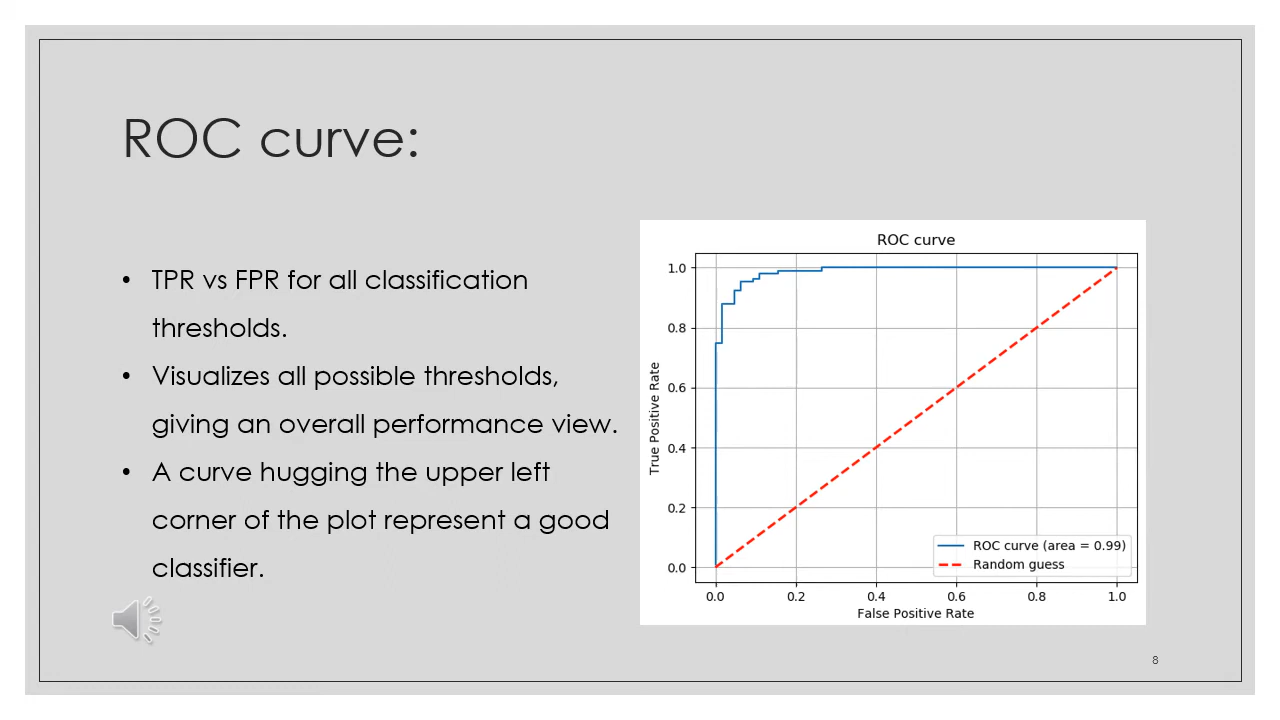 ROC curve:
• TPR vs FPR for all classification
thresholds.
• Visualizes all possible thresholds,
giving an overall performance view.
• A curve hugging the upper left
corner of the plot represent a good
classifier.
ROC curve
True Positive Rate
1.0
0.8
0.6
0.4
0.2
0.0
ROC curve (area = 0.99)
Random guess
0.0 0.2 0.4 0.6 0.8 1.0
False Positive Rate
8